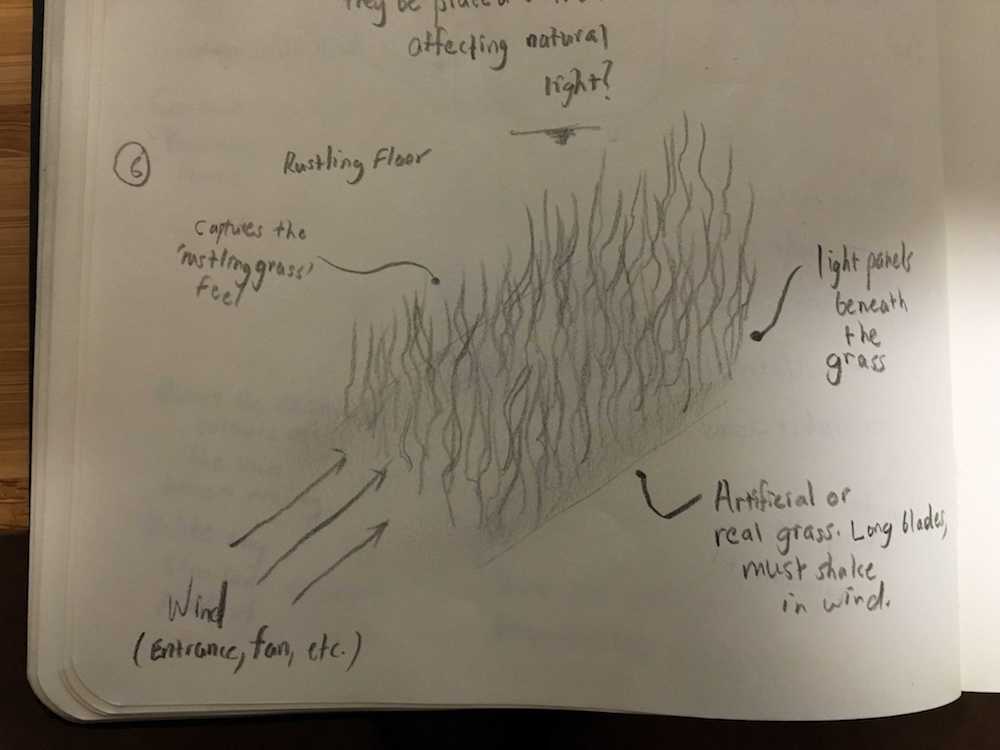 affecting natural
light?
6
Rustling Floor
Captures the
'rustling grass'
feel
light panels
beneath
the
grass
Artificial or
real grass. Long blades,
must shake
in wind.
Wind
(Entrance, fan, etc.)